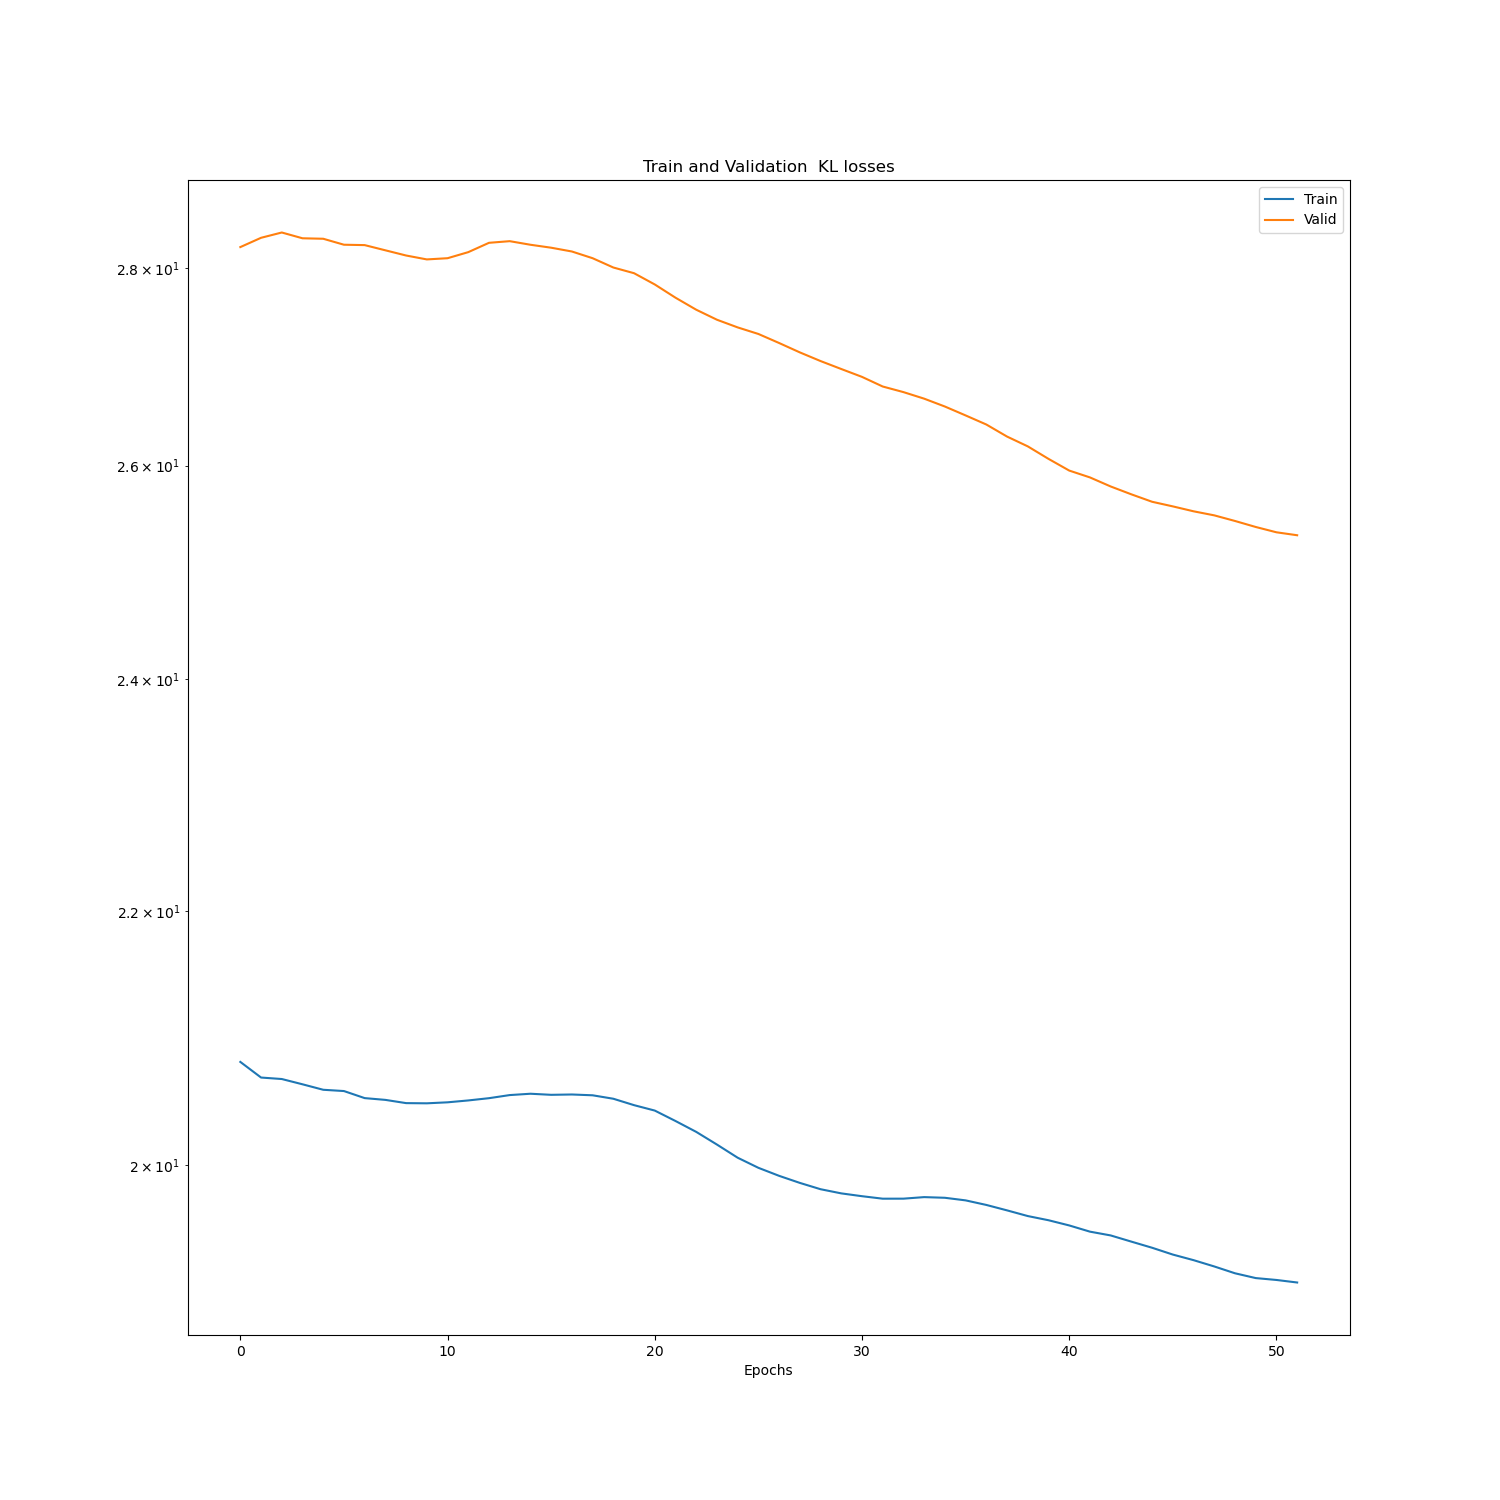 Train and Validation  KL losses
Train
Valid
2.8 × 10¹
2.6 × 10¹
2.4 × 10¹
2.2 × 10¹
2 × 10¹
0 10 20 30 40 50
Epochs